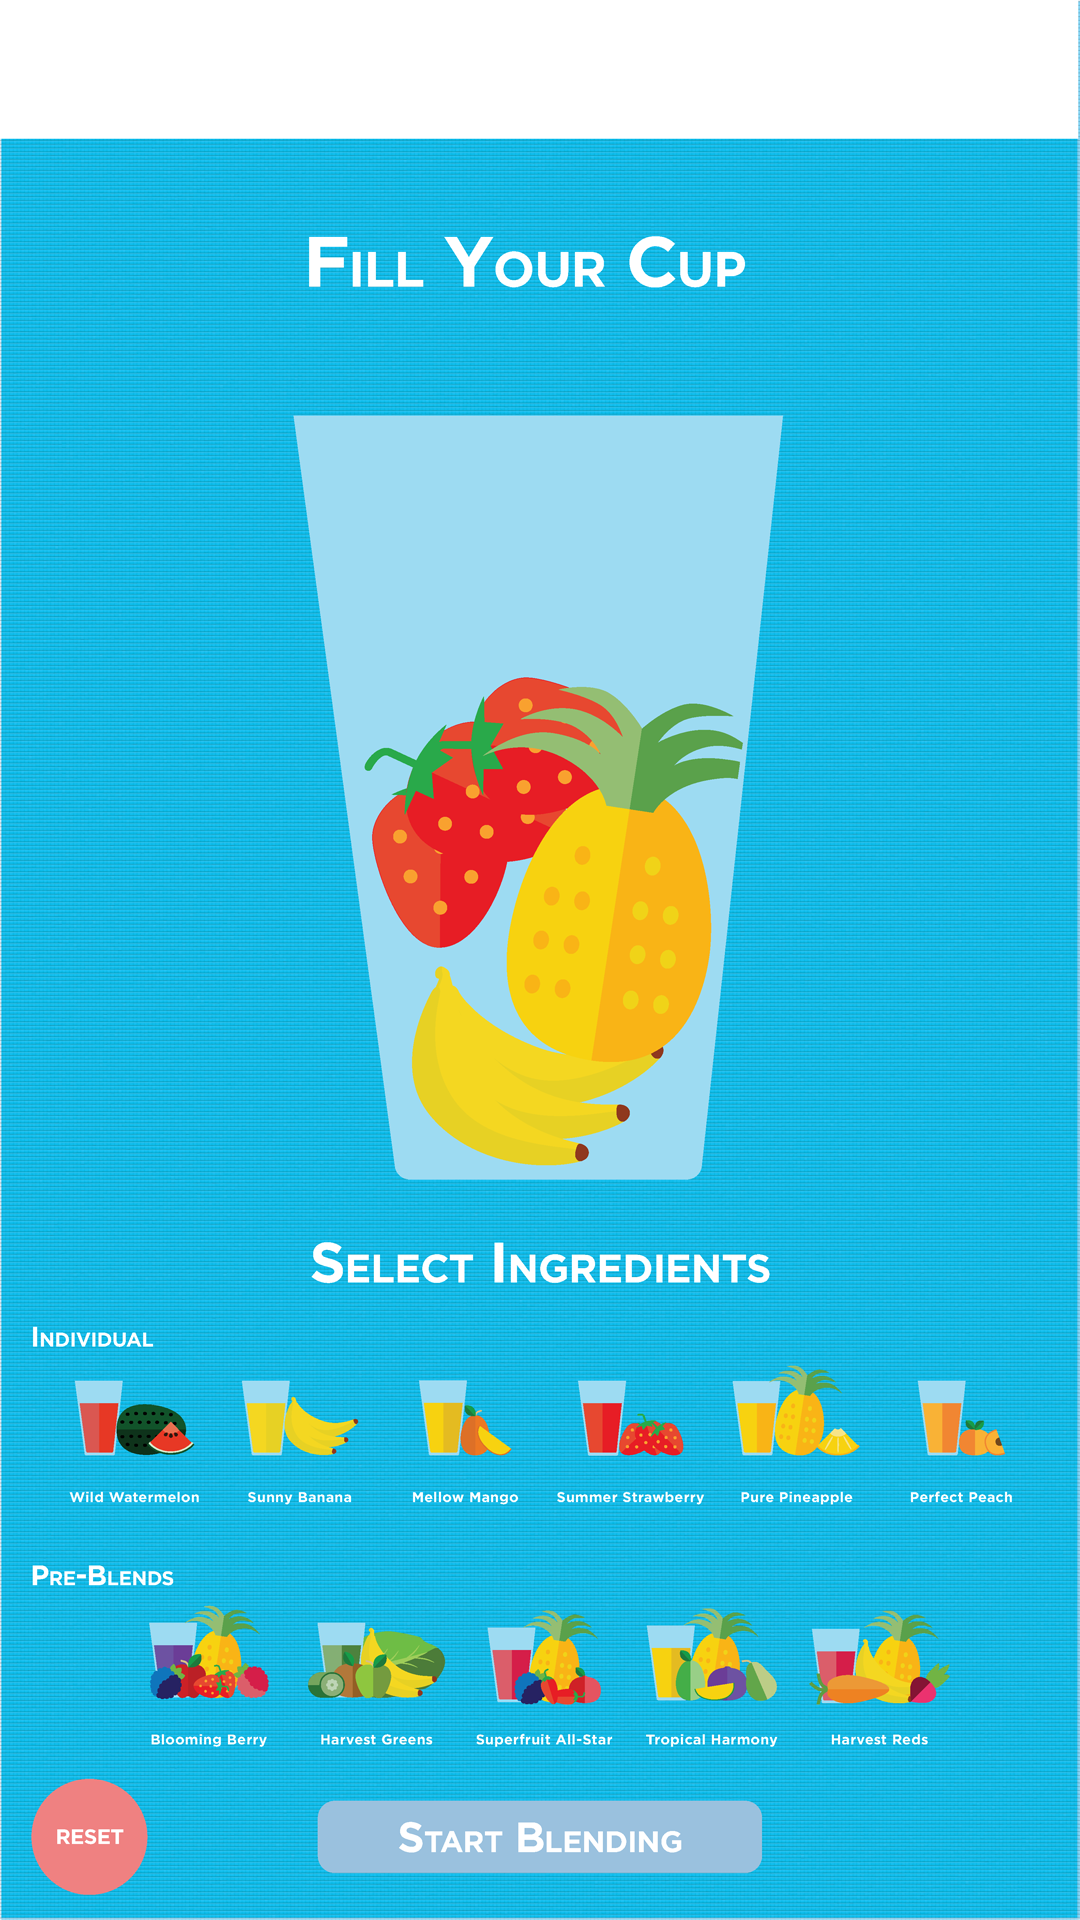 Fill Your Cup
Select Ingredients
Individual
Wild Watermelon Sunny Banana Mellow Mango Summer Strawberry Pure Pineapple Perfect Peach
Pre-Blends
Blooming Berry Harvest Greens Superfruit All-Star Tropical Harmony Harvest Reds
RESET
Start Blending